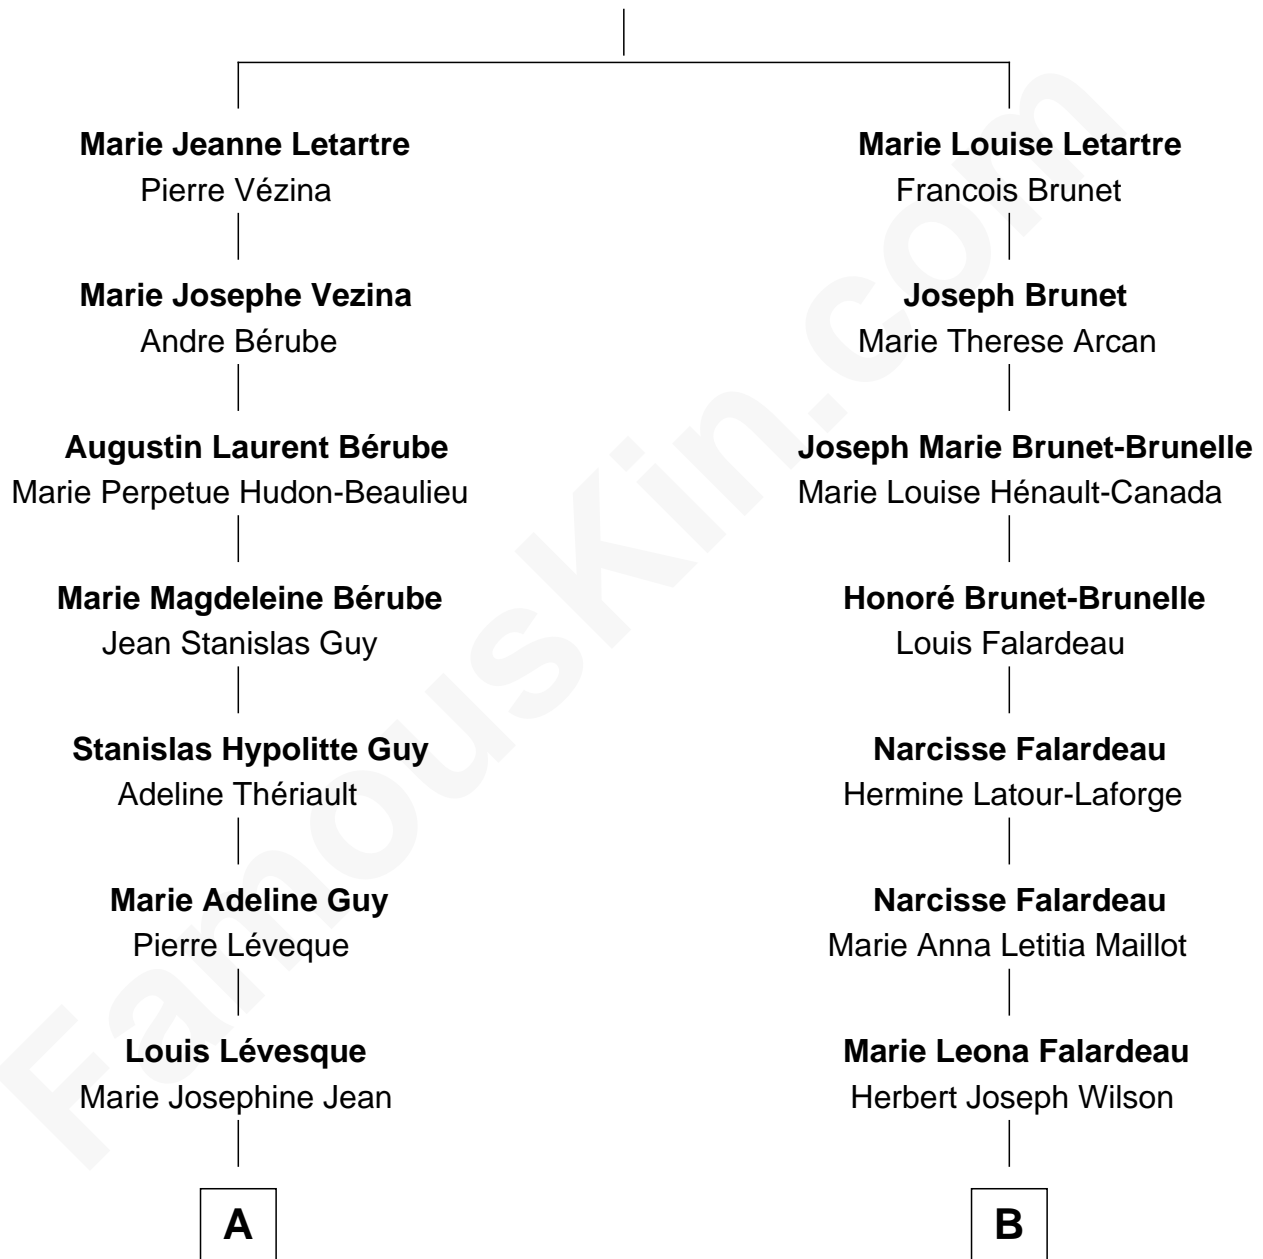 Marie Jeanne Letartre
Pierre Vézina
Marie Josephe Vezina
Andre Bérube
Augustin Laurent Bérube
Marie Perpetue Hudon-Beaulieu
Marie Magdeleine Bérube
Jean Stanislas Guy
Stanislas Hypolitte Guy
Adeline Thériault
Marie Adeline Guy
Pierre Léveque
Louis Lévesque
Marie Josephine Jean
A
Marie Louise Letartre
Francois Brunet
Joseph Brunet
Marie Therese Arcan
Joseph Marie Brunet-Brunelle
Marie Louise Hénault-Canada
Honoré Brunet-Brunelle
Louis Falardeau
Narcisse Falardeau
Hermine Latour-Laforge
Narcisse Falardeau
Marie Anna Letitia Maillot
Marie Leona Falardeau
Herbert Joseph Wilson
B
FamousKin.com